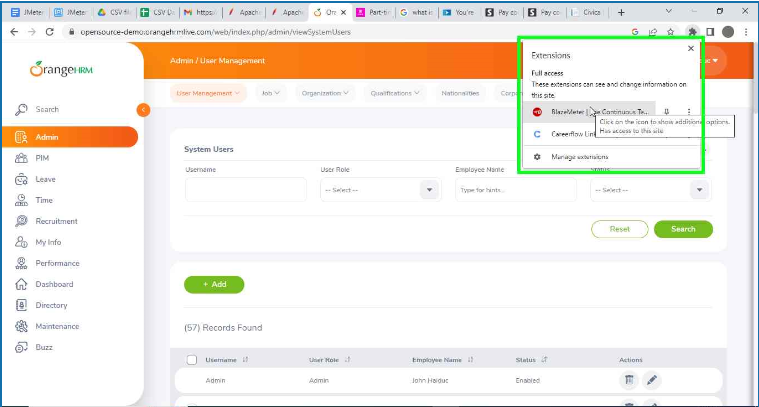 JMeter
JMeter
CSV fil
CSV D
https:/
Apach
Apach
Ora
Part-tir
what is
You're
Pay co
Pay co
Civica
opensource-demo.orangehrmlive.com/web/index.php/admin/viewSystemUsers
OrangeHRM
Search
Admin
PIM
Leave
Time
Recruitment
My Info
Performance
Dashboard
Directory
Maintenance
Buzz
Admin / User Management
User Management
Job
Organization
Qualifications
Nationalities
Extensions
Full access
These extensions can see and change information on
this site.
BlazeMeter | The Continuous Te...
Click on the icon to show additional options.
Has access to this site
Careerflow Lin
Manage extensions
System Users
Username
User Role
Employee Name
Status
-- Select --
Type for hints...
-- Select --
Reset
Search
+ Add
(57) Records Found
Username
User Role
Employee Name
Status
Actions
Admin
Admin
John Haiduc
Enabled